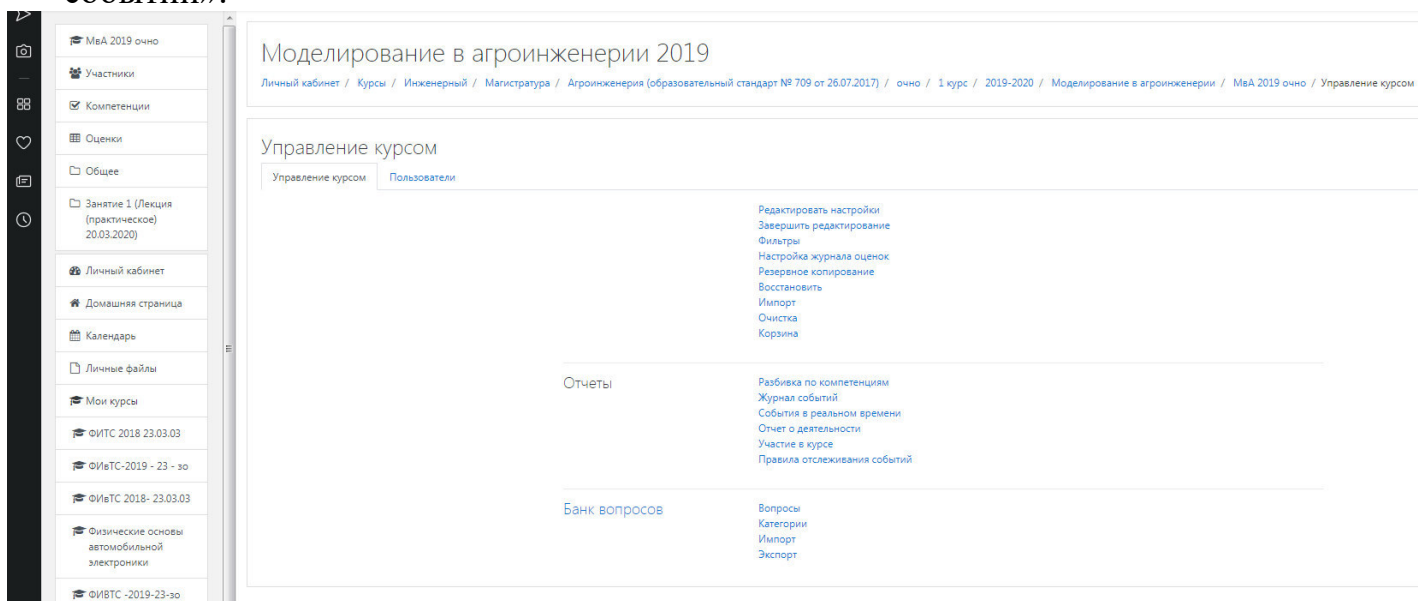 события».
МвА 2019 очно
Участники
Компетенции
Оценки
Общее
Занятие 1 (Лекция
(практическое)
20.03.2020)
Личный кабинет
Домашняя страница
Календарь
Личные файлы
Мои курсы
ФИТС 2018 23.03.03
ФИвТС-2019 - 23 - зо
ФИвТС 2018- 23.03.03
Физические основы
автомобильной
электроники
ФИВТС -2019-23-зо
Моделирование в агроинженерии 2019
Личный кабинет / Курсы / Инженерный / Магистратура / Агроинженерия (образовательный стандарт № 709 от 26.07.2017) / очно / 1 курс / 2019-2020 / Моделирование в агроинженерии / МвА 2019 очно / Управление курсом
Управление курсом
Управление курсом Пользователи
Редактировать настройки
Завершить редактирование
Фильтры
Настройка журнала оценок
Резервное копирование
Восстановить
Импорт
Очистка
Корзина
Отчеты
Разбивка по компетенциям
Журнал событий
События в реальном времени
Отчет о деятельности
Участие в курсе
Правила отслеживания событий
Банк вопросов
Вопросы
Категории
Импорт
Экспорт